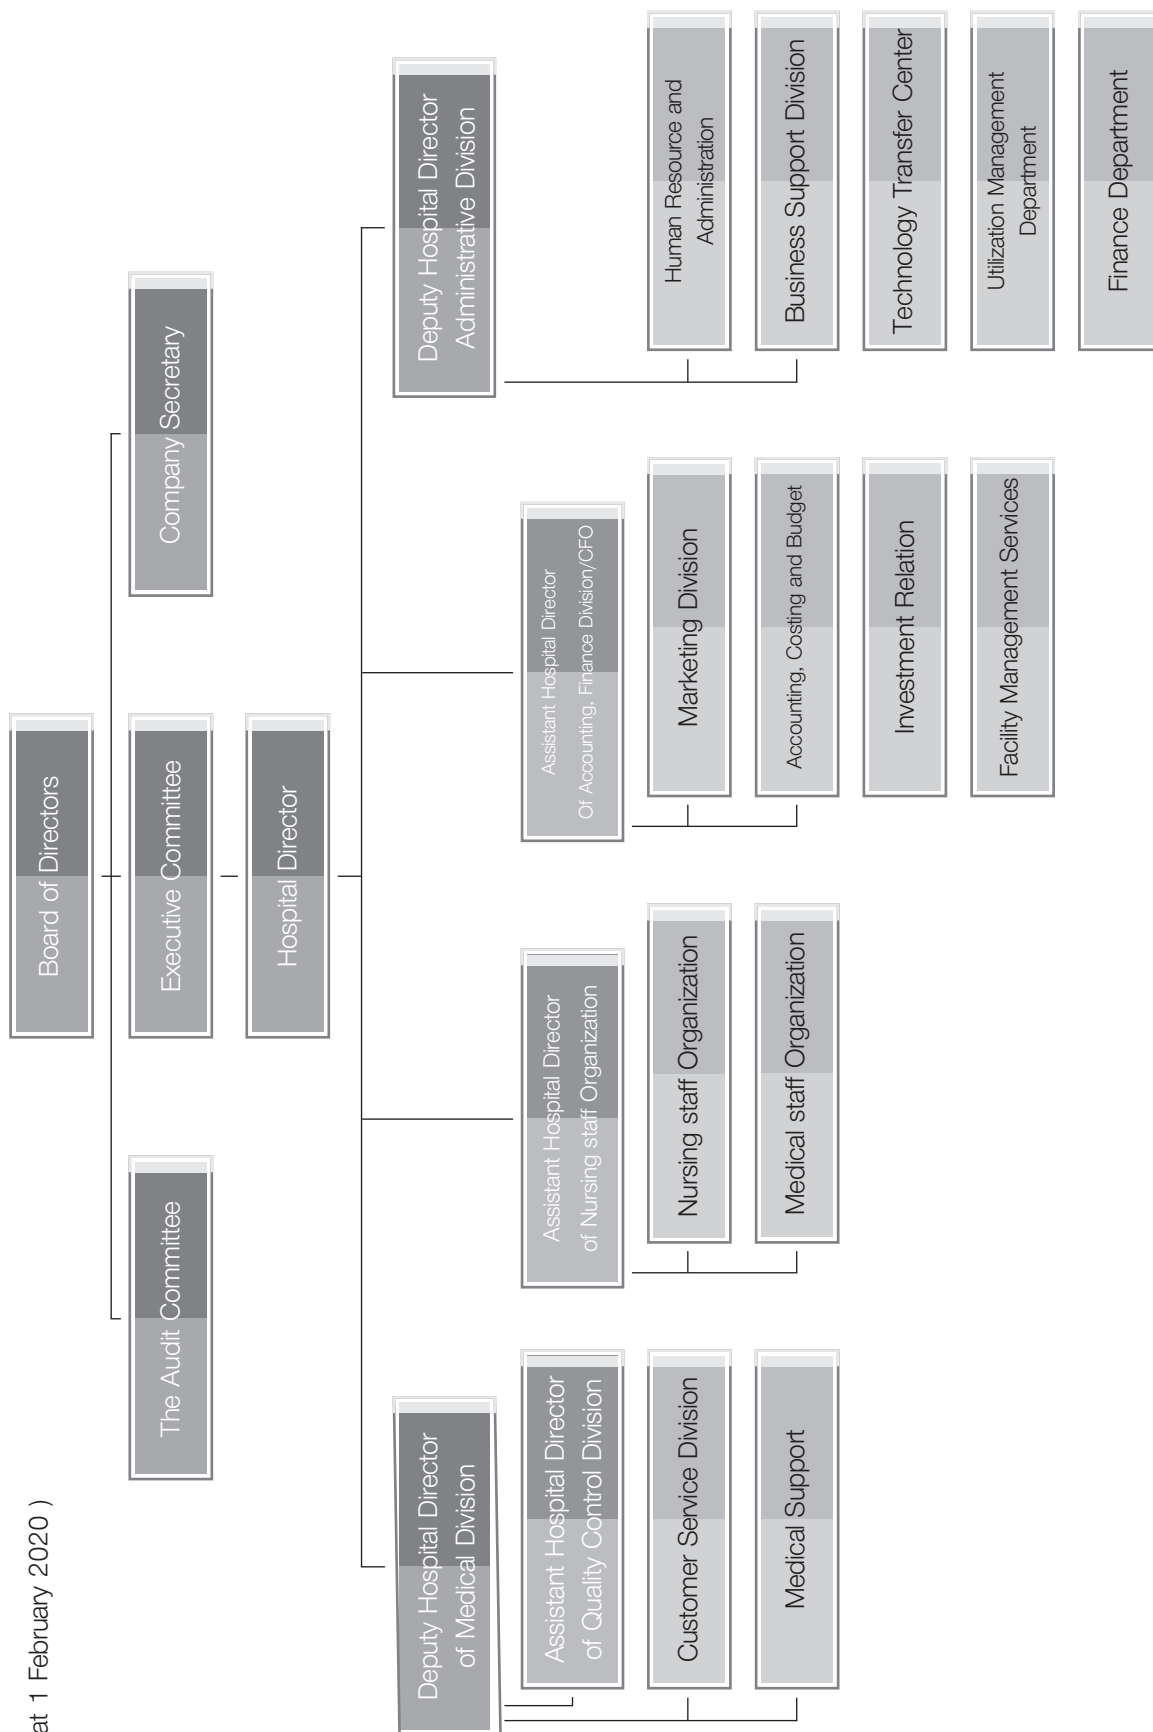 at 1 February 2020 )
Board of Directors
The Audit Committee
Executive Committee
Company Secretary
Hospital Director
Deputy Hospital Director
of Medical Division
Deputy Hospital Director
Administrative Division
Assistant Hospital Director
of Quality Control Division
Assistant Hospital Director
of Nursing staff Organization
Assistant Hospital Director
Of Accounting, Finance Division/CFO
Customer Service Division
Nursing staff Organization
Marketing Division
Human Resource and
Administration
Medical Support
Medical staff Organization
Accounting, Costing and Budget
Business Support Division
Investment Relation
Technology Transfer Center
Facility Management Services
Utilization Management
Department
Finance Department